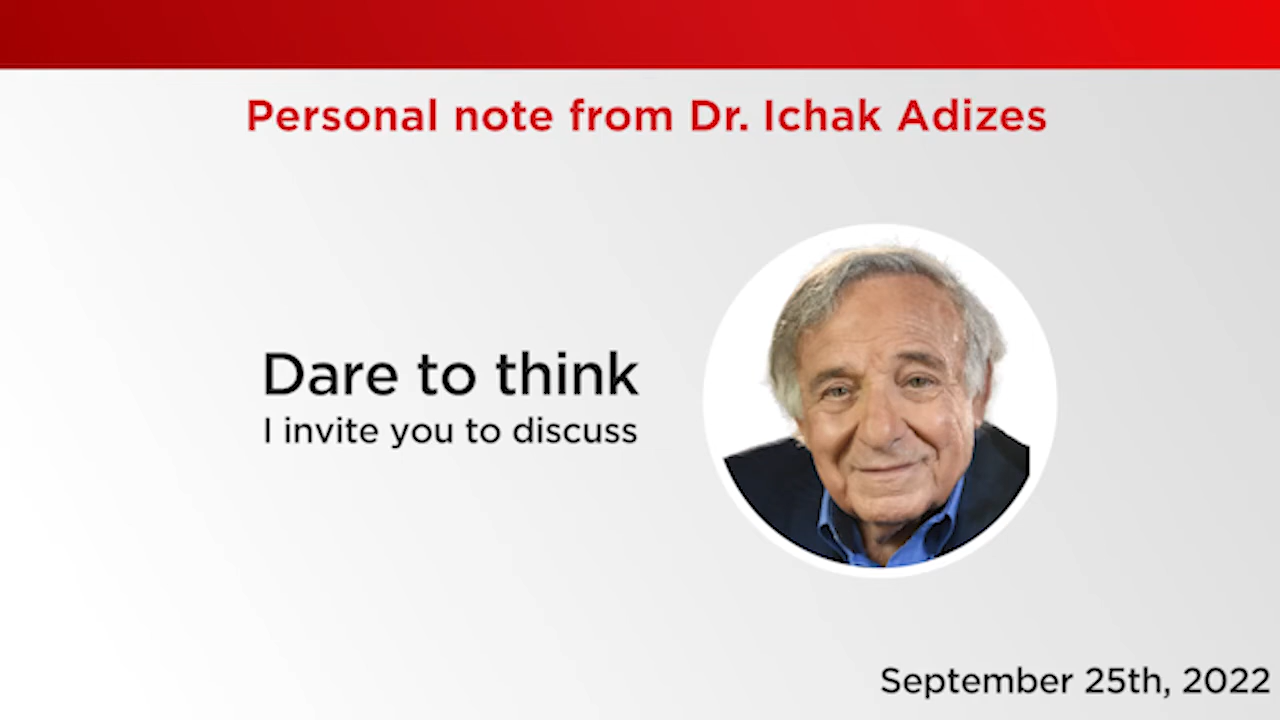 Personal note from Dr. Ichak Adizes
Dare to think
I invite you to discuss
September 25th, 2022